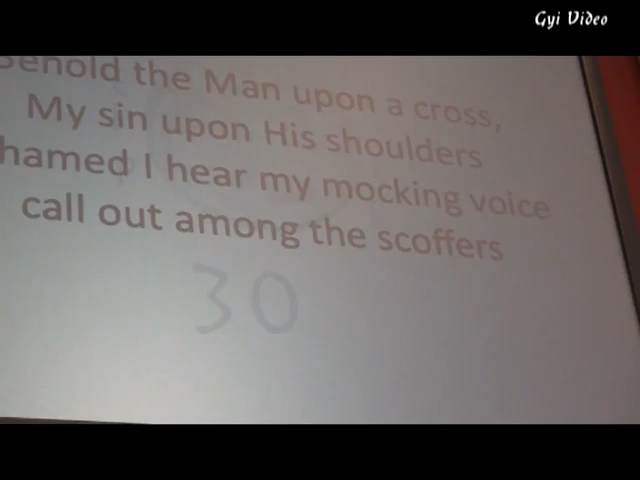 Gyi Video
Behold the Man upon a cross,
My sin upon His shoulders
hamed I hear my mocking voice
call out among the scoffers
30